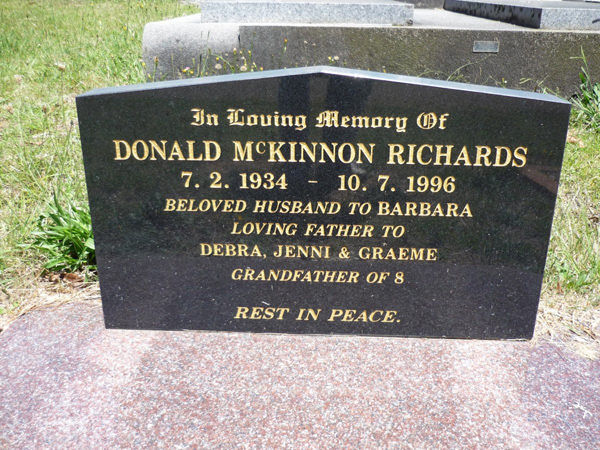 In Loving Memory Of
DONALD McKINNON RICHARDS
7. 2. 1934 - 10. 7. 1996
BELOVED HUSBAND TO BARBARA
LOVING FATHER TO
DEBRA, JENNI & GRAEME
GRANDFATHER OF 8
REST IN PEACE.